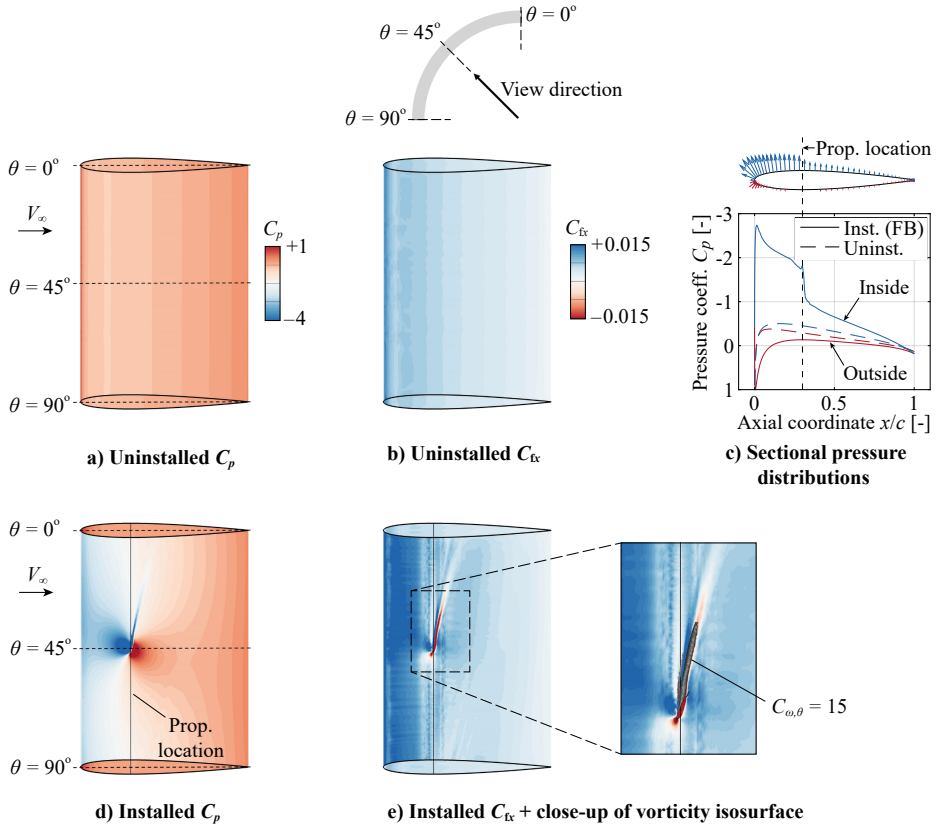 θ = 0°
θ = 45°
View direction
θ = 90°
θ = 0°
V∞
θ = 45°
θ = 90°
Cp
+1
−4
a) Uninstalled Cp
Cfx
+0.015
−0.015
b) Uninstalled Cfx
Prop. location
Pressure coeff. Cp [-]
-3
-2
-1
0
1
Inst. (FB)
Uninst.
Inside
Outside
0 0.5 1
Axial coordinate x/c [-]
c) Sectional pressure
distributions
θ = 0°
V∞
θ = 45°
θ = 90°
Prop.
location
d) Installed Cp
Cω,θ = 15
e) Installed Cfx + close-up of vorticity isosurface